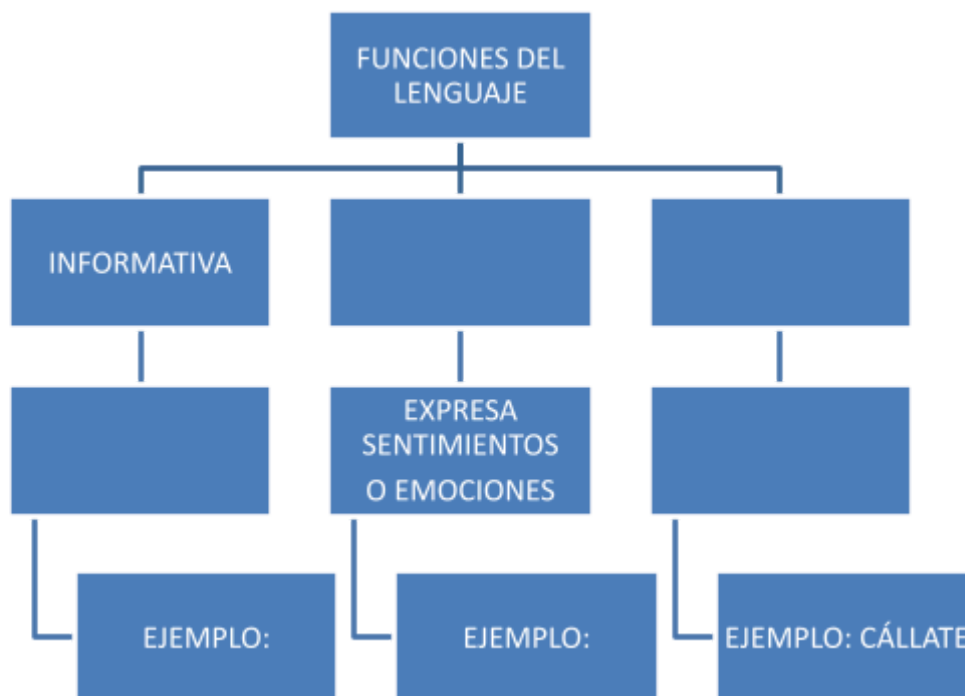 FUNCIONES DEL
LENGUAJE
INFORMATIVA
EXPRESA
SENTIMIENTOS
O EMOCIONES
EJEMPLO:
EJEMPLO:
EJEMPLO: CÁLLATE